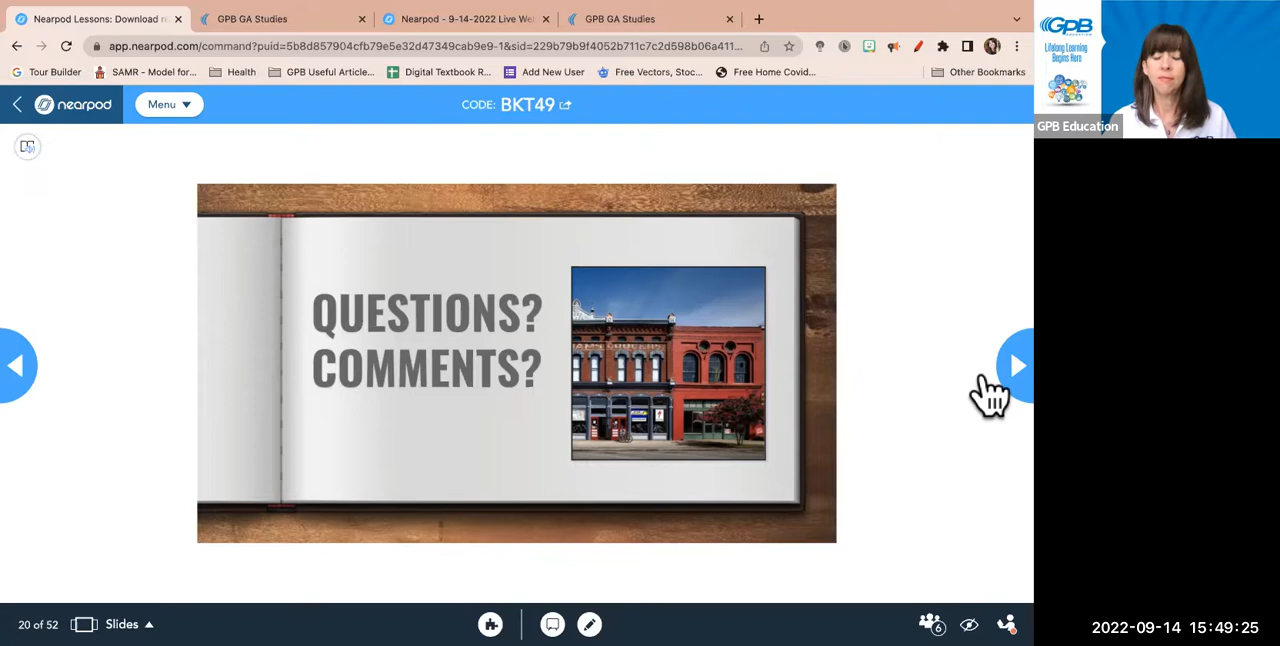 Nearpod Lessons: Download re
GPB GA Studies
Nearpod - 9-14-2022 Live We
GPB GA Studies
app.nearpod.com/command?puid=5b8d857904cfb79e5e32d47349cab9e9-1&sid=229b79b9f4052b711c7c2d598b06a411...
Tour Builder
SAMR - Model for...
Health
GPB Useful Article...
Digital Textbook R...
Add New User
Free Vectors, Stoc...
Free Home Covid...
Other Bookmarks
nearpod
Menu
CODE: BKT49
GPB
EDUCATION
Lifelong Learning
Begins Here
GPB Education
QUESTIONS?
COMMENTS?
20 of 52
Slides
6
2022-09-14 15:49:25